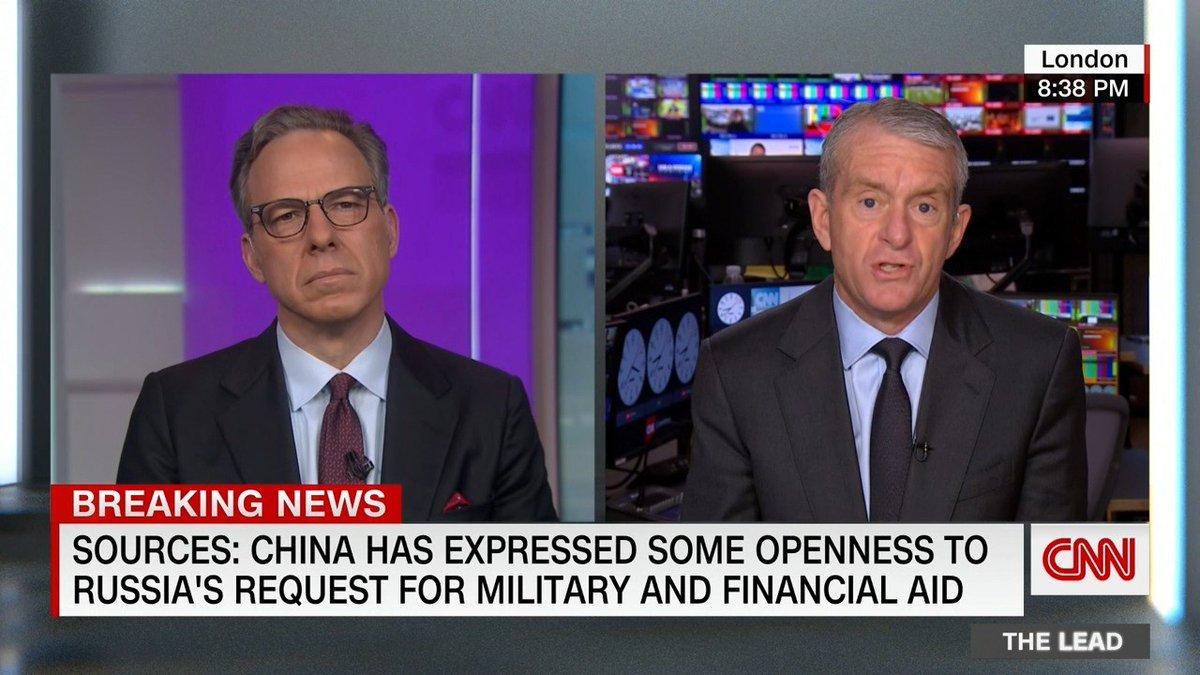 London
8:38 PM
BREAKING NEWS
SOURCES: CHINA HAS EXPRESSED SOME OPENNESS TO
RUSSIA'S REQUEST FOR MILITARY AND FINANCIAL AID
CNN
THE LEAD
CNN